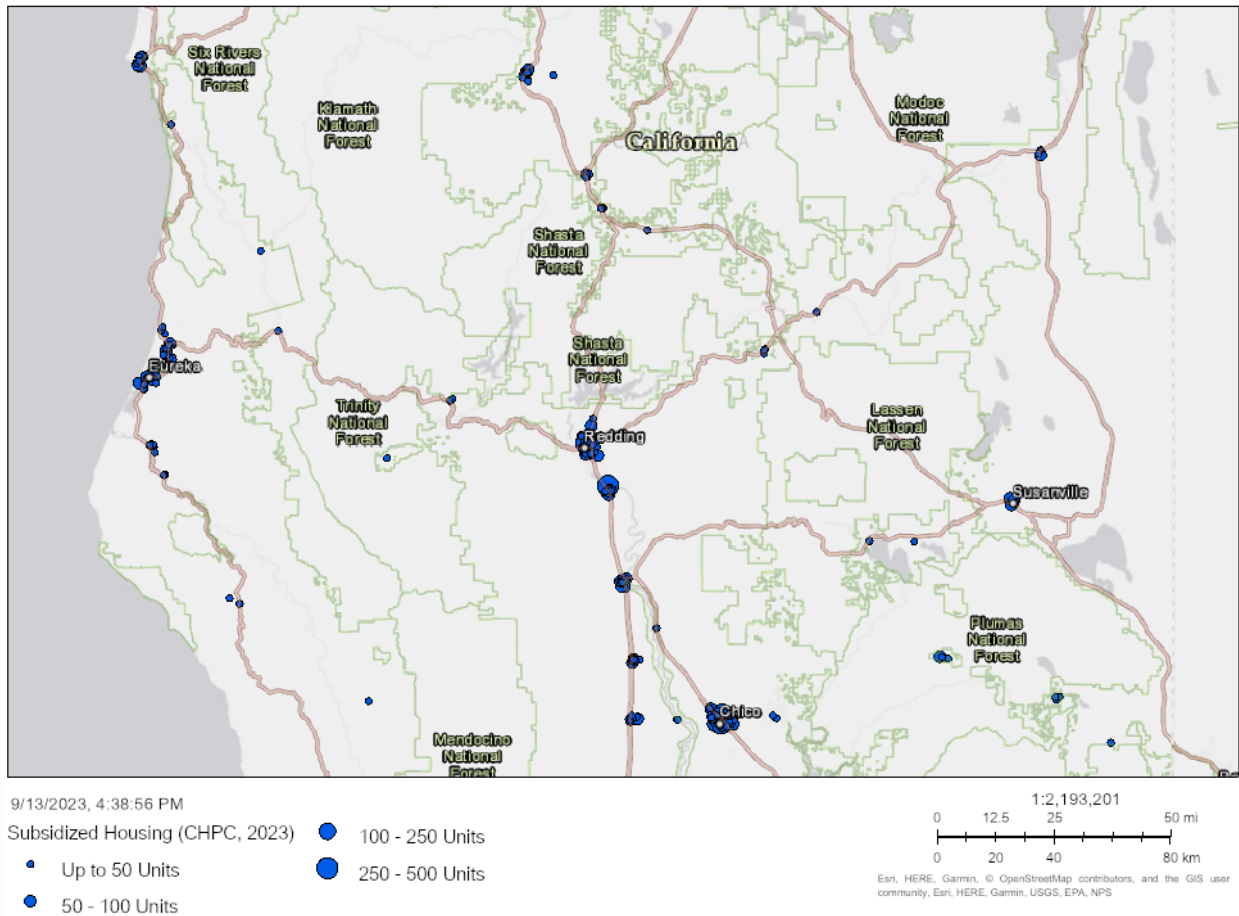 Six Rivers
National
Forest
Klamath
National
Forest
Modoc
National
Forest
California
Shasta
National
Forest
Shasta
National
Forest
Eureka
Trinity
National
Forest
Redding
Lassen
National
Forest
Susanville
Plumas
National
Forest
Chico
Mendocino
National
Forest
9/13/2023, 4:38:56 PM
Subsidized Housing (CHPC, 2023)
Up to 50 Units
50 - 100 Units
100 - 250 Units
250 - 500 Units
1:2,193,201
0 12.5 25 50 mi
0 20 40 80 km
Esri, HERE, Garmin, © OpenStreetMap contributors, and the GIS user
community, Esri, HERE, Garmin, USGS, EPA, NPS